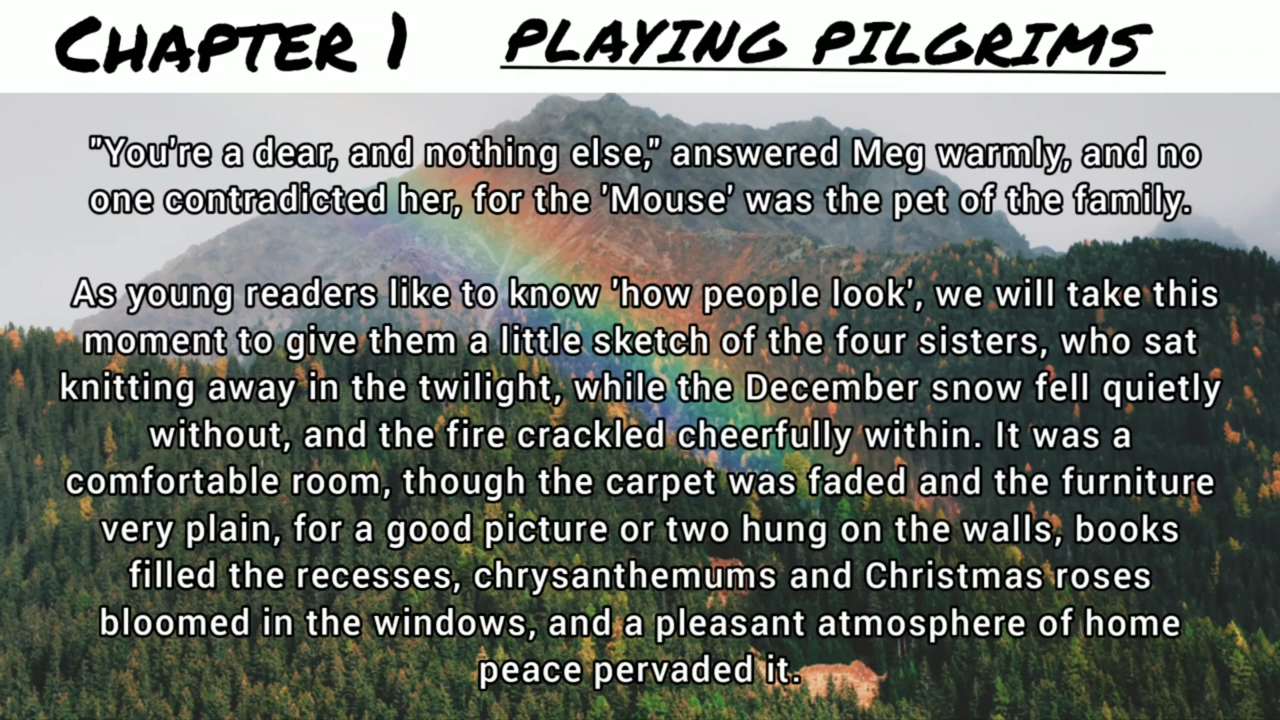 CHAPTER 1 PLAYING PILGRIMS
"You're a dear, and nothing else," answered Meg warmly, and no
one contradicted her, for the 'Mouse' was the pet of the family.
As young readers like to know 'how people look', we will take this
moment to give them a little sketch of the four sisters, who sat
knitting away in the twilight, while the December snow fell quietly
without, and the fire crackled cheerfully within. It was a
comfortable room, though the carpet was faded and the furniture
very plain, for a good picture or two hung on the walls, books
filled the recesses, chrysanthemums and Christmas roses
bloomed in the windows, and a pleasant atmosphere of home
peace pervaded it.